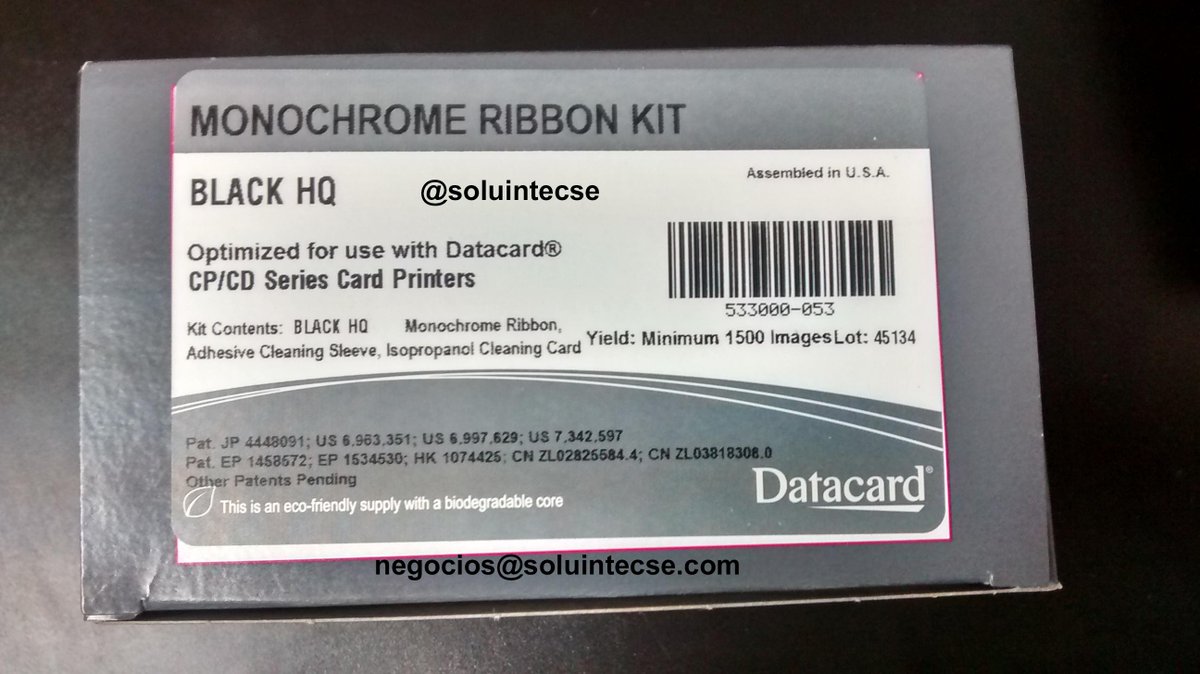 MONOCHROME RIBBON KIT
BLACK HQ
@soluintecse
Assembled in U.S.A.
Optimized for use with Datacard®
CP/CD Series Card Printers
533000-053
Kit Contents: BLACK HQ Monochrome Ribbon,
Adhesive Cleaning Sleeve, Isopropanol Cleaning Card
Yield: Minimum 1500 Images Lot: 45134
Pat. JP 4448091; US 6,963,351; US 6,997,629; US 7,342,597
Pat. EP 1458572; EP 1534530; HK 1074425; CN ZL02825584.4; CN ZL03818308.0
Other Patents Pending
This is an eco-friendly supply with a biodegradable core
Datacard®
negocios@soluintecse.com